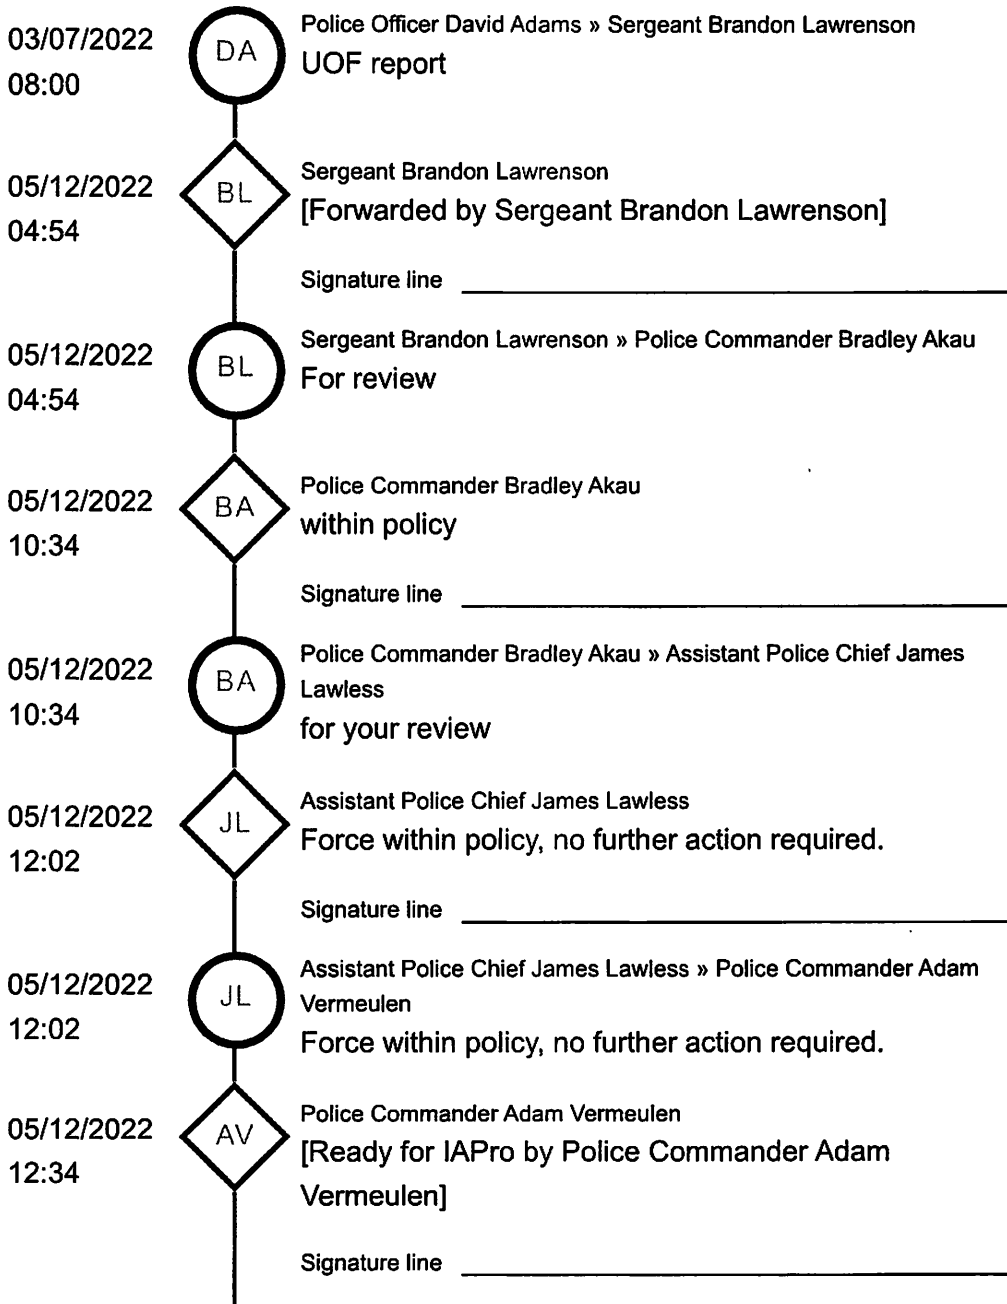 03/07/2022
08:00
DA
Police Officer David Adams » Sergeant Brandon Lawrenson
UOF report
05/12/2022
04:54
BL
Sergeant Brandon Lawrenson
[Forwarded by Sergeant Brandon Lawrenson]
Signature line
05/12/2022
04:54
BL
Sergeant Brandon Lawrenson » Police Commander Bradley Akau
For review
05/12/2022
10:34
BA
Police Commander Bradley Akau
within policy
Signature line
05/12/2022
10:34
BA
Police Commander Bradley Akau » Assistant Police Chief James
Lawless
for your review
05/12/2022
12:02
JL
Assistant Police Chief James Lawless
Force within policy, no further action required.
Signature line
05/12/2022
12:02
JL
Assistant Police Chief James Lawless » Police Commander Adam
Vermeulen
Force within policy, no further action required.
05/12/2022
12:34
AV
Police Commander Adam Vermeulen
[Ready for IAPro by Police Commander Adam
Vermeulen]
Signature line